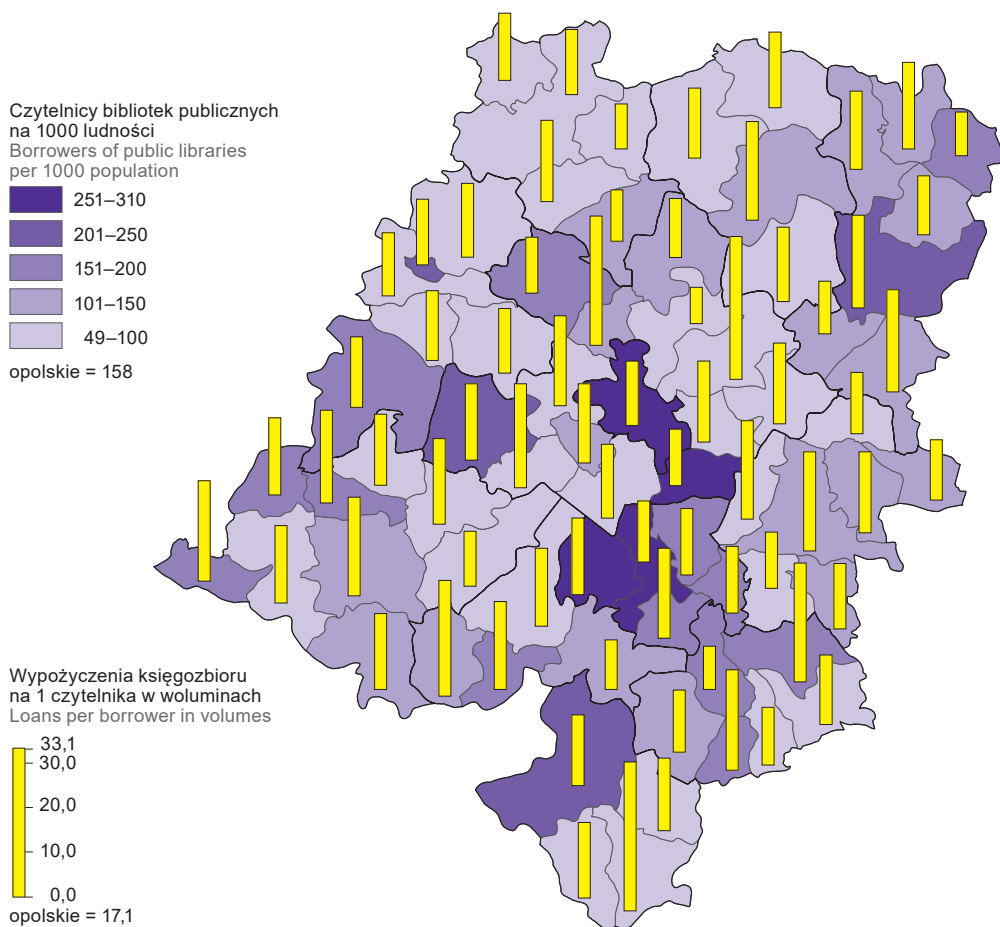 Czytelnicy bibliotek publicznych
na 1000 ludności
Borrowers of public libraries
per 1000 population
251–310
201–250
151–200
101–150
49–100
opolskie = 158
Wypożyczenia księgozbioru
na 1 czytelnika w woluminach
Loans per borrower in volumes
33,1
30,0
20,0
10,0
0,0
opolskie = 17,1